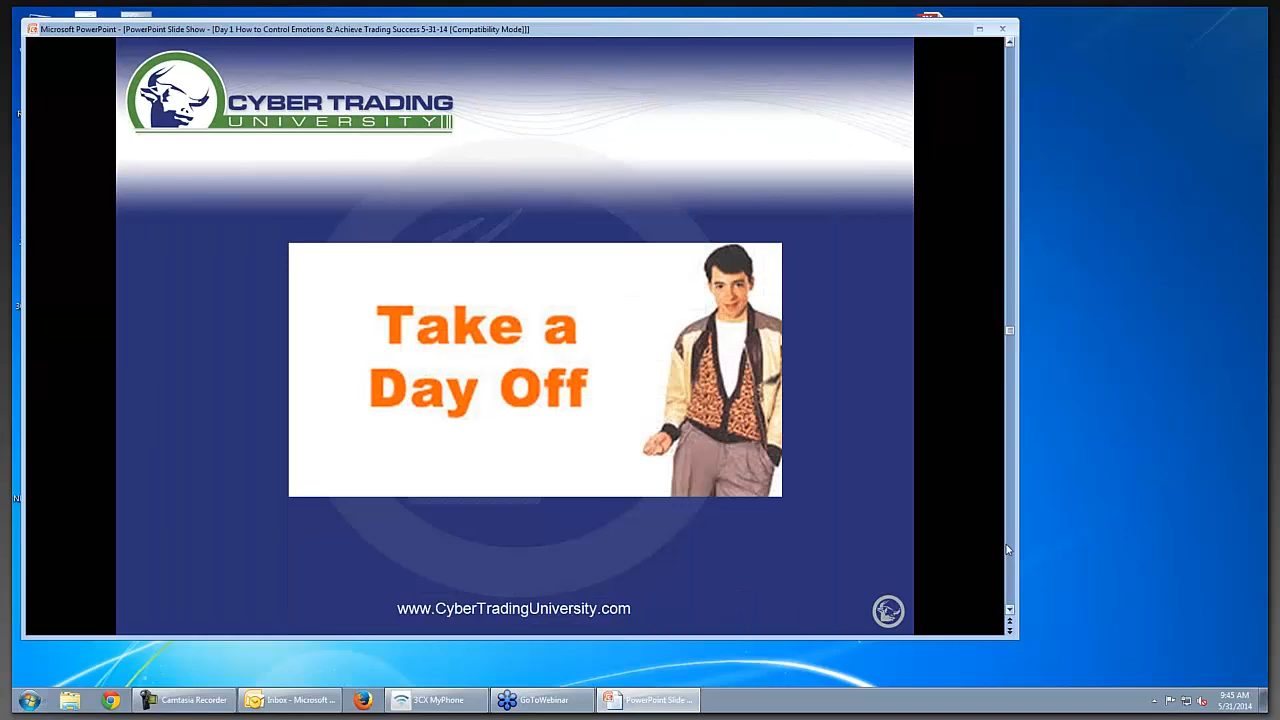 Microsoft PowerPoint - [PowerPoint Slide Show - [Day 1 How to Control Emotions & Achieve Trading Success 5-31-14 [Compatibility Mode]]]
CYBER TRADING
UNIVERSITY
Take a
Day Off
www.CyberTradingUniversity.com
Camtasia Recorder
Inbox - Microsoft ...
3CX MyPhone
GoToWebinar
PowerPoint Slide ...
9:45 AM
5/31/2014